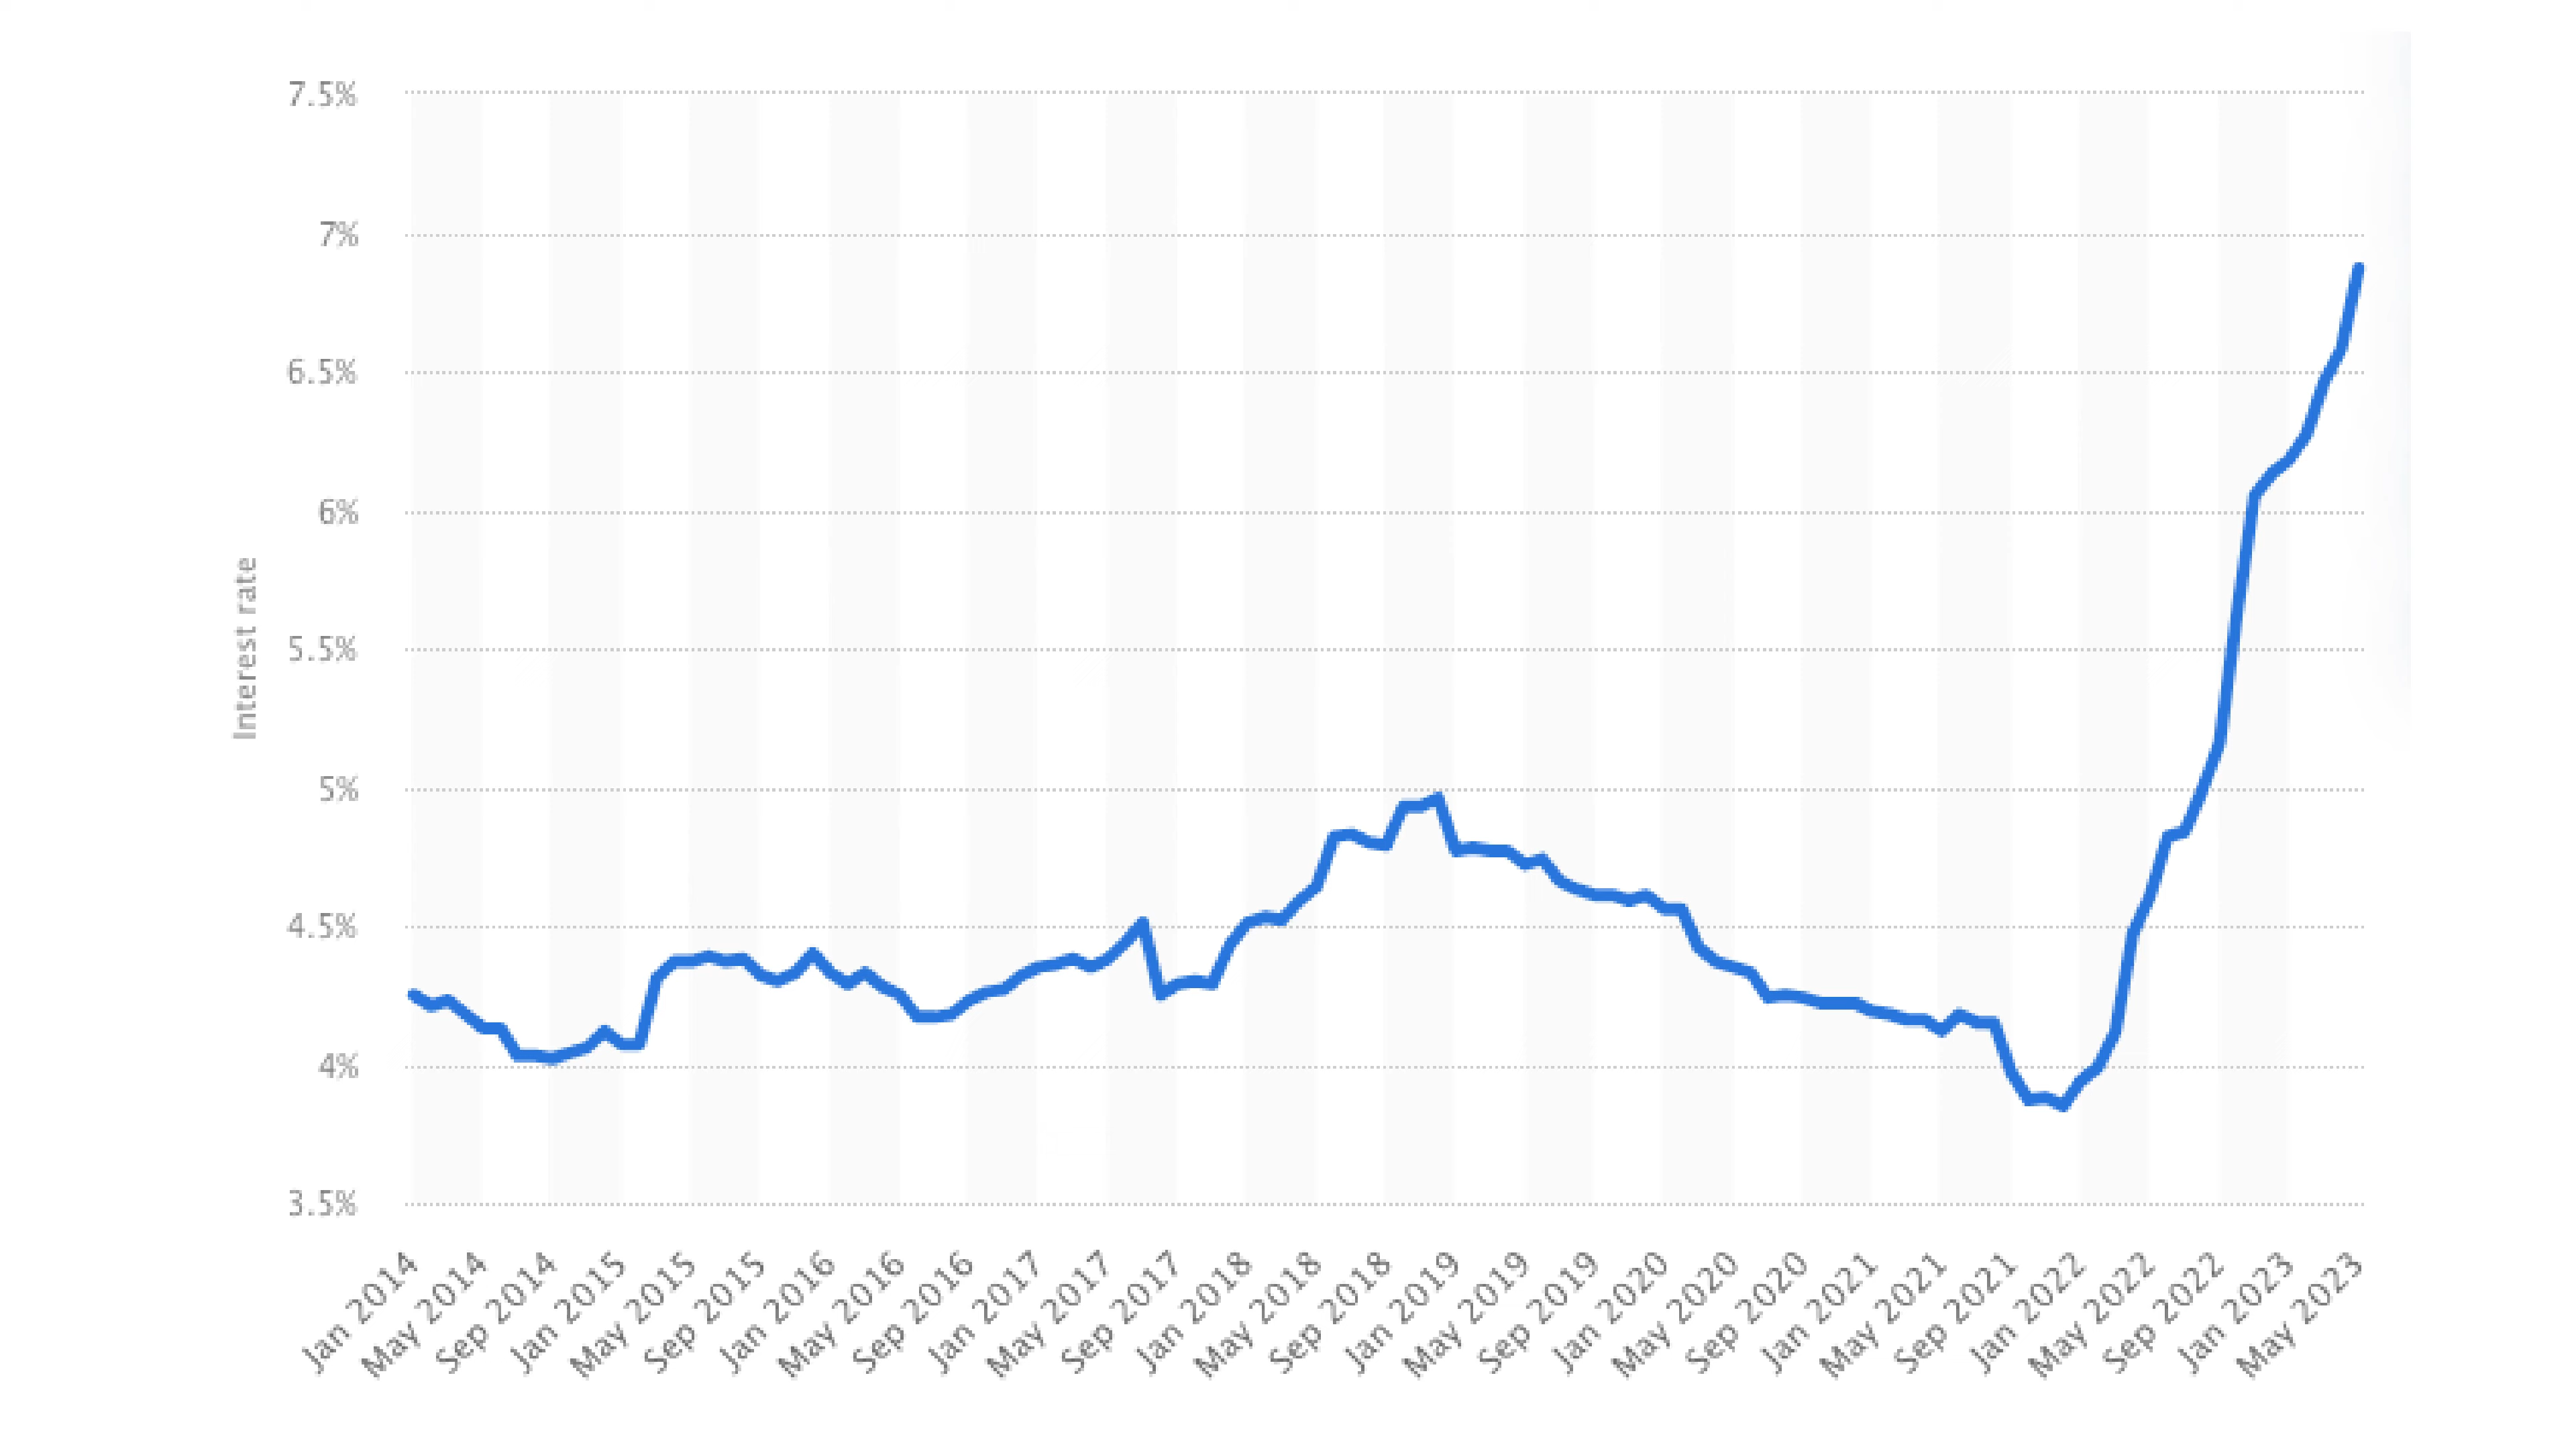 7.5%
7%
6.5%
6%
5.5%
5%
4.5%
4%
3.5%
Interest rate
Jan 2014
May 2014
Sep 2014
Jan 2015
May 2015
Sep 2015
Jan 2016
May 2016
Sep 2016
Jan 2017
May 2017
Sep 2017
Jan 2018
May 2018
Sep 2018
Jan 2019
May 2019
Sep 2019
Jan 2020
May 2020
Sep 2020
Jan 2021
May 2021
Sep 2021
Jan 2022
May 2022
Sep 2022
Jan 2023
May 2023